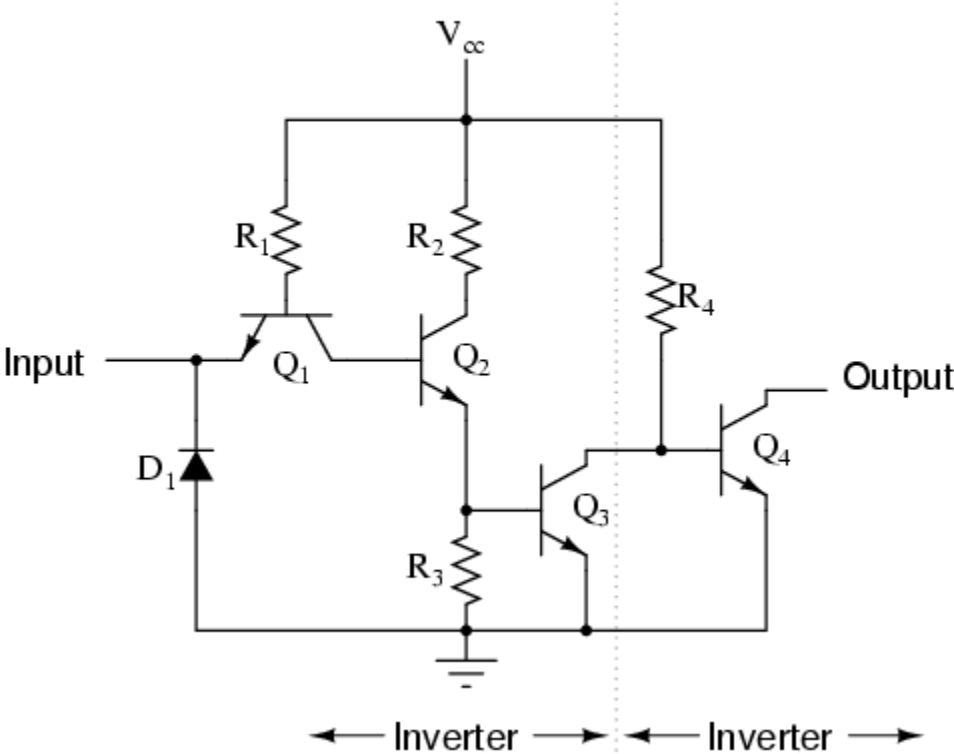 Vcc
R1
R2
R4
Input
Q1
Q2
Output
D1
Q3
Q4
R3
Inverter
Inverter